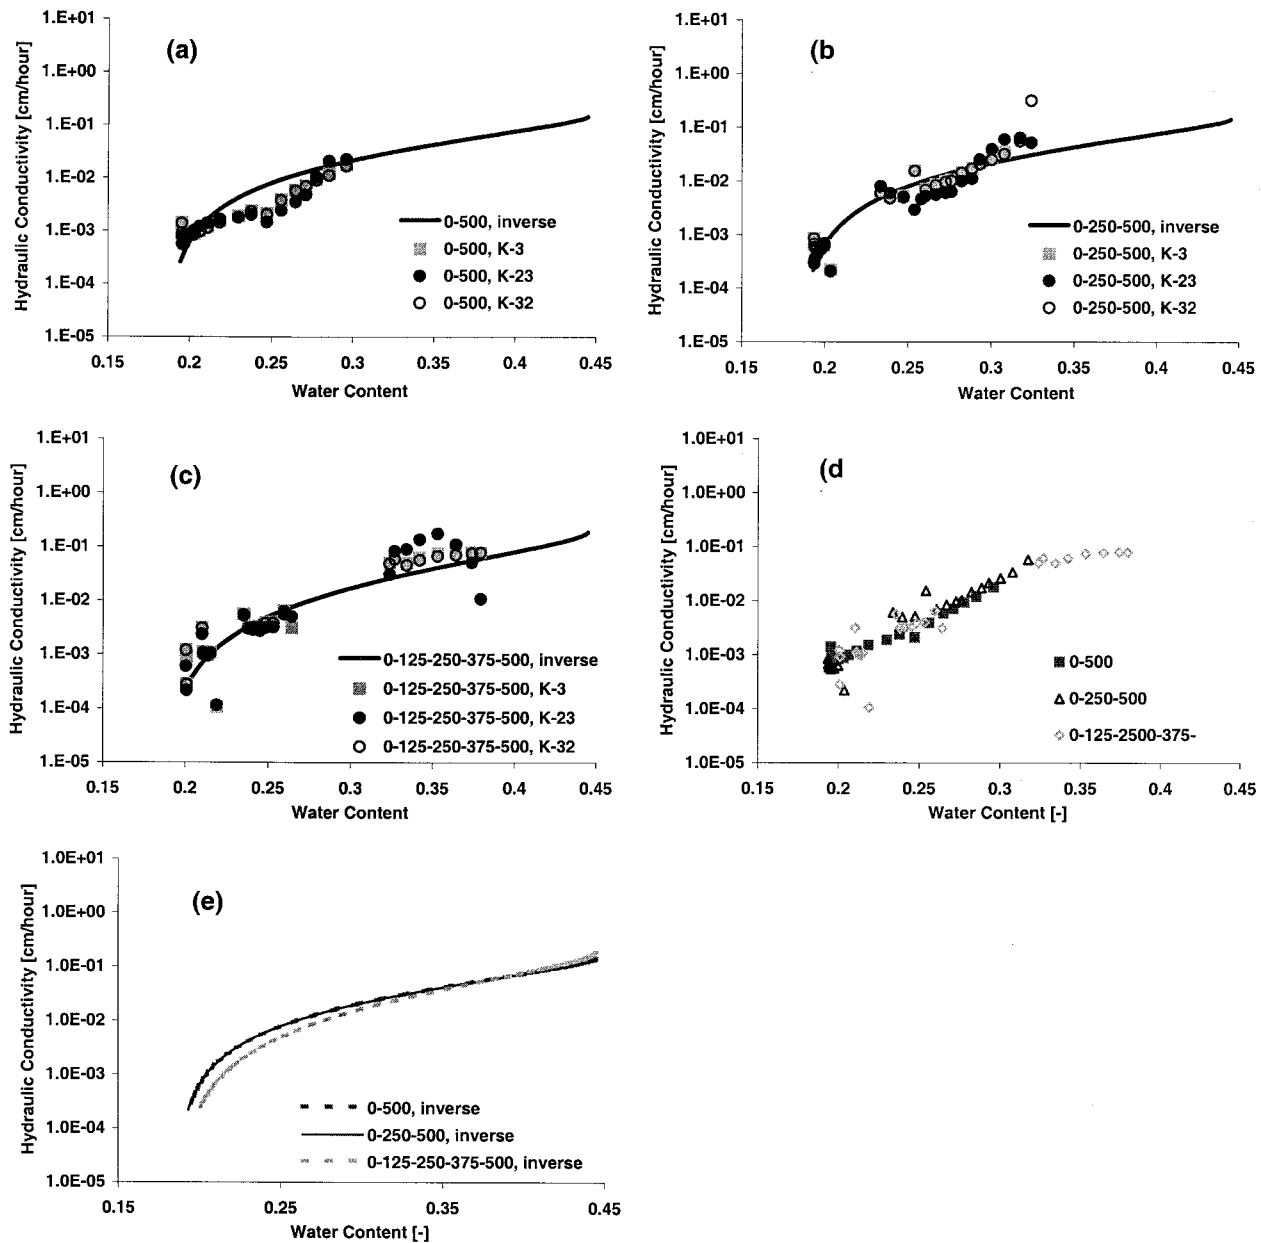 (a)
Hydraulic Conductivity [cm/hour]
1.E+01
1.E+00
1.E-01
1.E-02
1.E-03
1.E-04
1.E-05
0.15 0.2 0.25 0.3 0.35 0.4 0.45
Water Content
0-500, inverse
0-500, K-3
0-500, K-23
0-500, K-32
(b)
Hydraulic Conductivity [cm/hour]
1.E+01
1.E+00
1.E-01
1.E-02
1.E-03
1.E-04
1.E-05
0.15 0.2 0.25 0.3 0.35 0.4 0.45
Water Content
0-250-500, inverse
0-250-500, K-3
0-250-500, K-23
0-250-500, K-32
(c)
Hydraulic Conductivity [cm/hour]
1.E+01
1.E+00
1.E-01
1.E-02
1.E-03
1.E-04
1.E-05
0.15 0.2 0.25 0.3 0.35 0.4 0.45
Water Content
0-125-250-375-500, inverse
0-125-250-375-500, K-3
0-125-250-375-500, K-23
0-125-250-375-500, K-32
(d
Hydraulic Conductivity [cm/hour]
1.0E+01
1.0E+00
1.0E-01
1.0E-02
1.0E-03
1.0E-04
1.0E-05
0.15 0.2 0.25 0.3 0.35 0.4 0.45
Water Content [-]
0-500
0-250-500
0-125-2500-375-
(e)
Hydraulic Conductivity [cm/hour]
1.0E+01
1.0E+00
1.0E-01
1.0E-02
1.0E-03
1.0E-04
1.0E-05
0.15 0.25 0.35 0.45
Water Content [-]
0-500, inverse
0-250-500, inverse
0-125-250-375-500, inverse